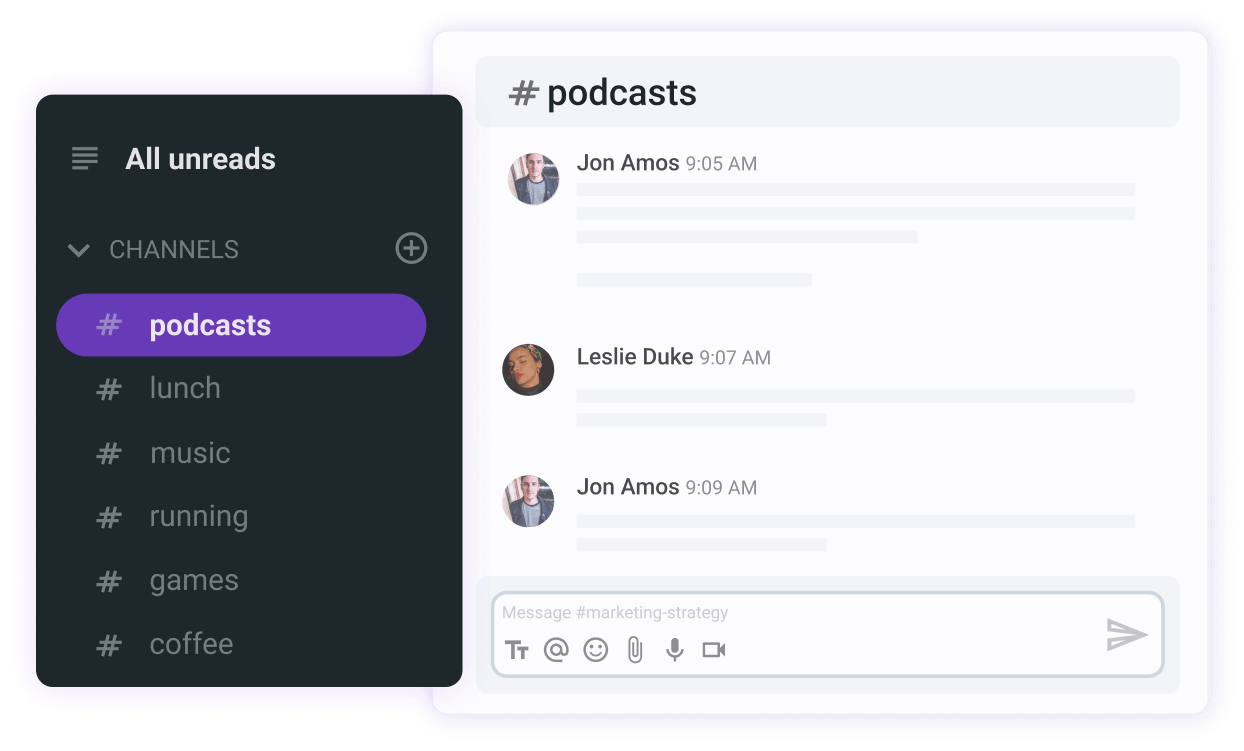 All unreads
CHANNELS
# podcasts
# lunch
# music
# running
# games
# coffee
# podcasts
Jon Amos 9:05 AM
Leslie Duke 9:07 AM
Jon Amos 9:09 AM
Message #marketing-strategy
Tt @